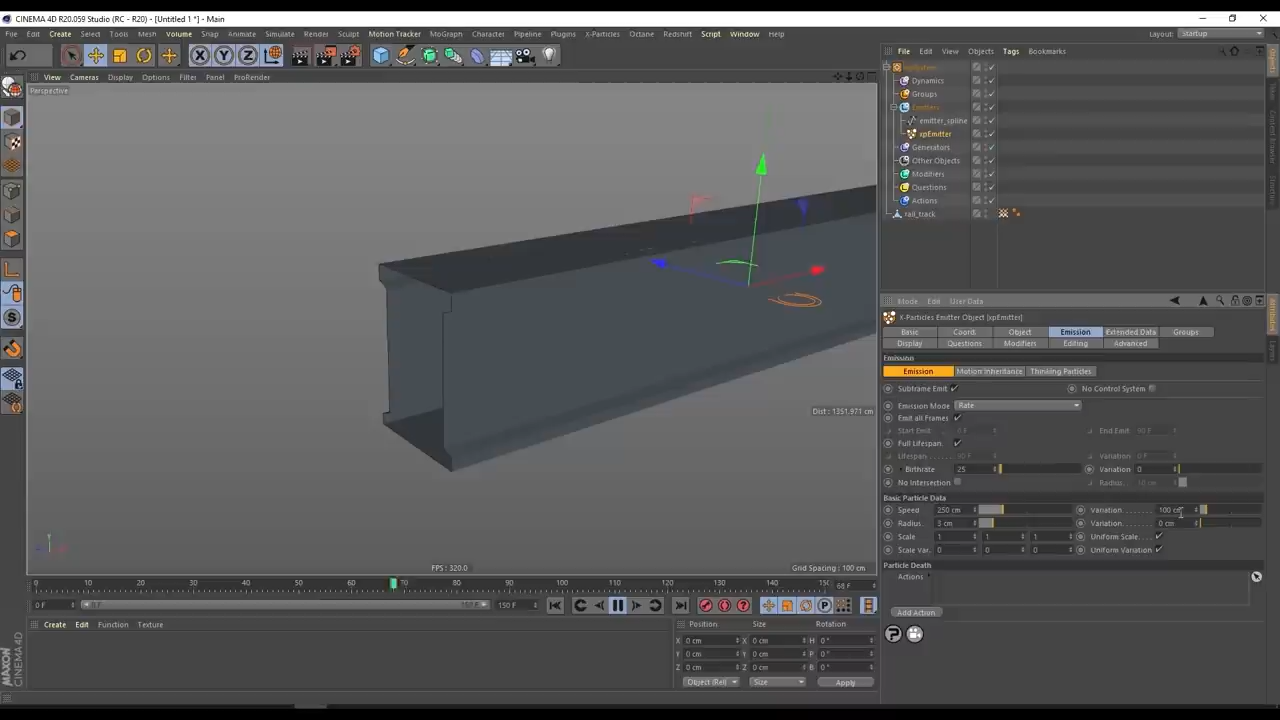 CINEMA 4D R20.059 Studio (RC - R20) - [Untitled 1 *] - Main
File Edit Create Select Tools Mesh Volume Snap Animate Simulate Render Sculpt Motion Tracker MoGraph Character Pipeline Plugins X-Particles Octane Redshift Script Window Help
Layout: Startup
View Cameras Display Options Filter Panel ProRender
Perspective
Dist : 1351.971 cm
FPS : 320.0
Grid Spacing : 100 cm
0 10 20 30 40 50 60 70 80 90 100 110 120 130 140 150
68 F
0 F
150 F
Create Edit Function Texture
MAXON CINEMA 4D
Position Size Rotation
X 0 cm X 0 cm H 0 °
Y 0 cm Y 0 cm P 0 °
Z 0 cm Z 0 cm B 0 °
Object (Rel) Size Apply
File Edit View Objects Tags Bookmarks
Dynamics
Groups
Emitters
emitter_spline
xpEmitter
Generators
Other Objects
Modifiers
Questions
Actions
rail_track
Mode Edit User Data
X-Particles Emitter Object [xpEmitter]
Basic Coord. Object Emission Extended Data Groups
Display Questions Modifiers Editing Advanced
Emission
Emission Motion Inheritance Thinking Particles
Subframe Emit No Control System
Emission Mode Rate
Emit all Frames
Start Emit End Emit
Full Lifespan.
Lifespan . . . . . . Variation
Birthrate 25 Variation 0
No Intersection Radius.
Basic Particle Data
Speed 250 cm Variation. . . . . . . . 100 cm
Radius. 3 cm Variation. . . . . . . . 0 cm
Scale 1 1 1 Uniform Scale.
Scale Var. 0 0 0 Uniform Variation
Particle Death
Actions
Add Action